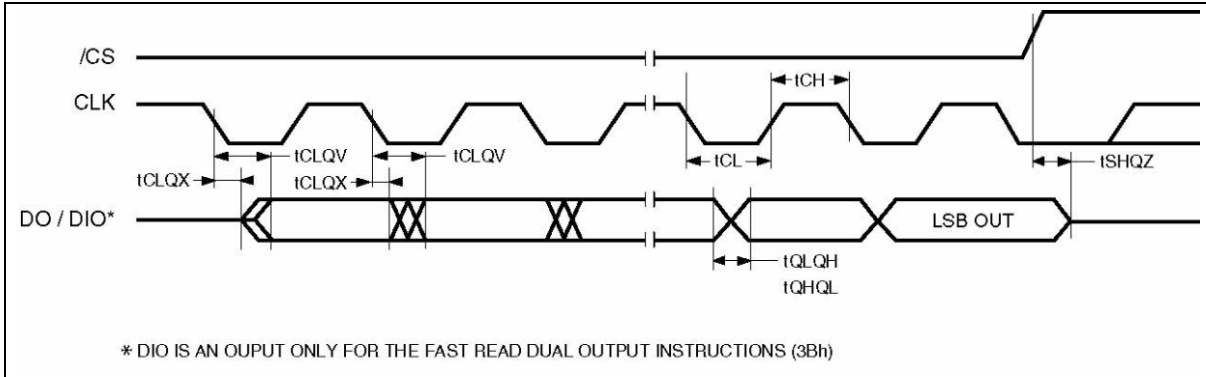 /CS
CLK
tCH
tCLQV
tCLQV
tCL
tSHQZ
tCLQX
tCLQX
DO / DIO*
LSB OUT
tQLQH
tQHQL
* DIO IS AN OUPUT ONLY FOR THE FAST READ DUAL OUTPUT INSTRUCTIONS (3Bh)